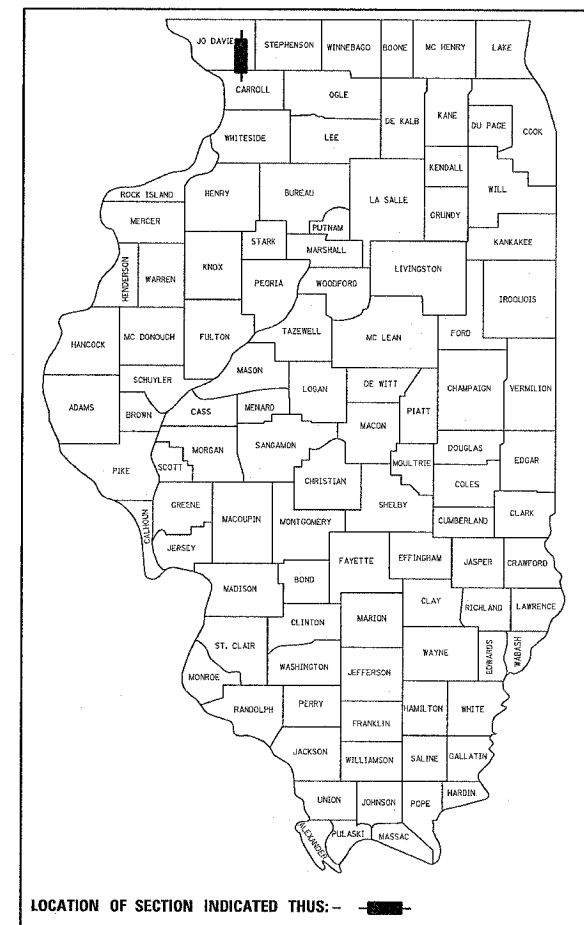 JO DAVIE
STEPHENSON
WINNEBAGO
BOONE
MC HENRY
LAKE
CARROLL
OGLE
DE KALB
KANE
DU PAGE
COOK
WHITESIDE
LEE
KENDALL
WILL
ROCK ISLAND
HENRY
BUREAU
LA SALLE
GRUNDY
MERCER
PUTNAM
STARK
MARSHALL
KANKAKEE
HENDERSON
WARREN
KNOX
PEORIA
WOODFORD
LIVINGSTON
IROQUOIS
HANCOCK
MC DONOUGH
FULTON
TAZEWELL
MC LEAN
FORD
MASON
SCHUYLER
LOGAN
DE WITT
CHAMPAIGN
VERMILION
ADAMS
BROWN
CASS
MENARD
MACON
PIATT
PIKE
SCOTT
MORGAN
SANGAMON
DOUGLAS
MOULTRIE
EDGAR
COLES
CHRISTIAN
SHELBY
CALHOUN
GREENE
MACOUPIN
MONTGOMERY
CUMBERLAND
CLARK
JERSEY
FAYETTE
EFFINGHAM
JASPER
CRAWFORD
MADISON
BOND
CLAY
RICHLAND
LAWRENCE
CLINTON
MARION
ST. CLAIR
WAYNE
EDWARDS
WABASH
WASHINGTON
JEFFERSON
MONROE
RANDOLPH
PERRY
HAMILTON
WHITE
FRANKLIN
JACKSON
WILLIAMSON
SALINE
GALLATIN
UNION
JOHNSON
POPE
HARDIN
ALEXANDER
PULASKI
MASSAC
LOCATION OF SECTION INDICATED THUS: -